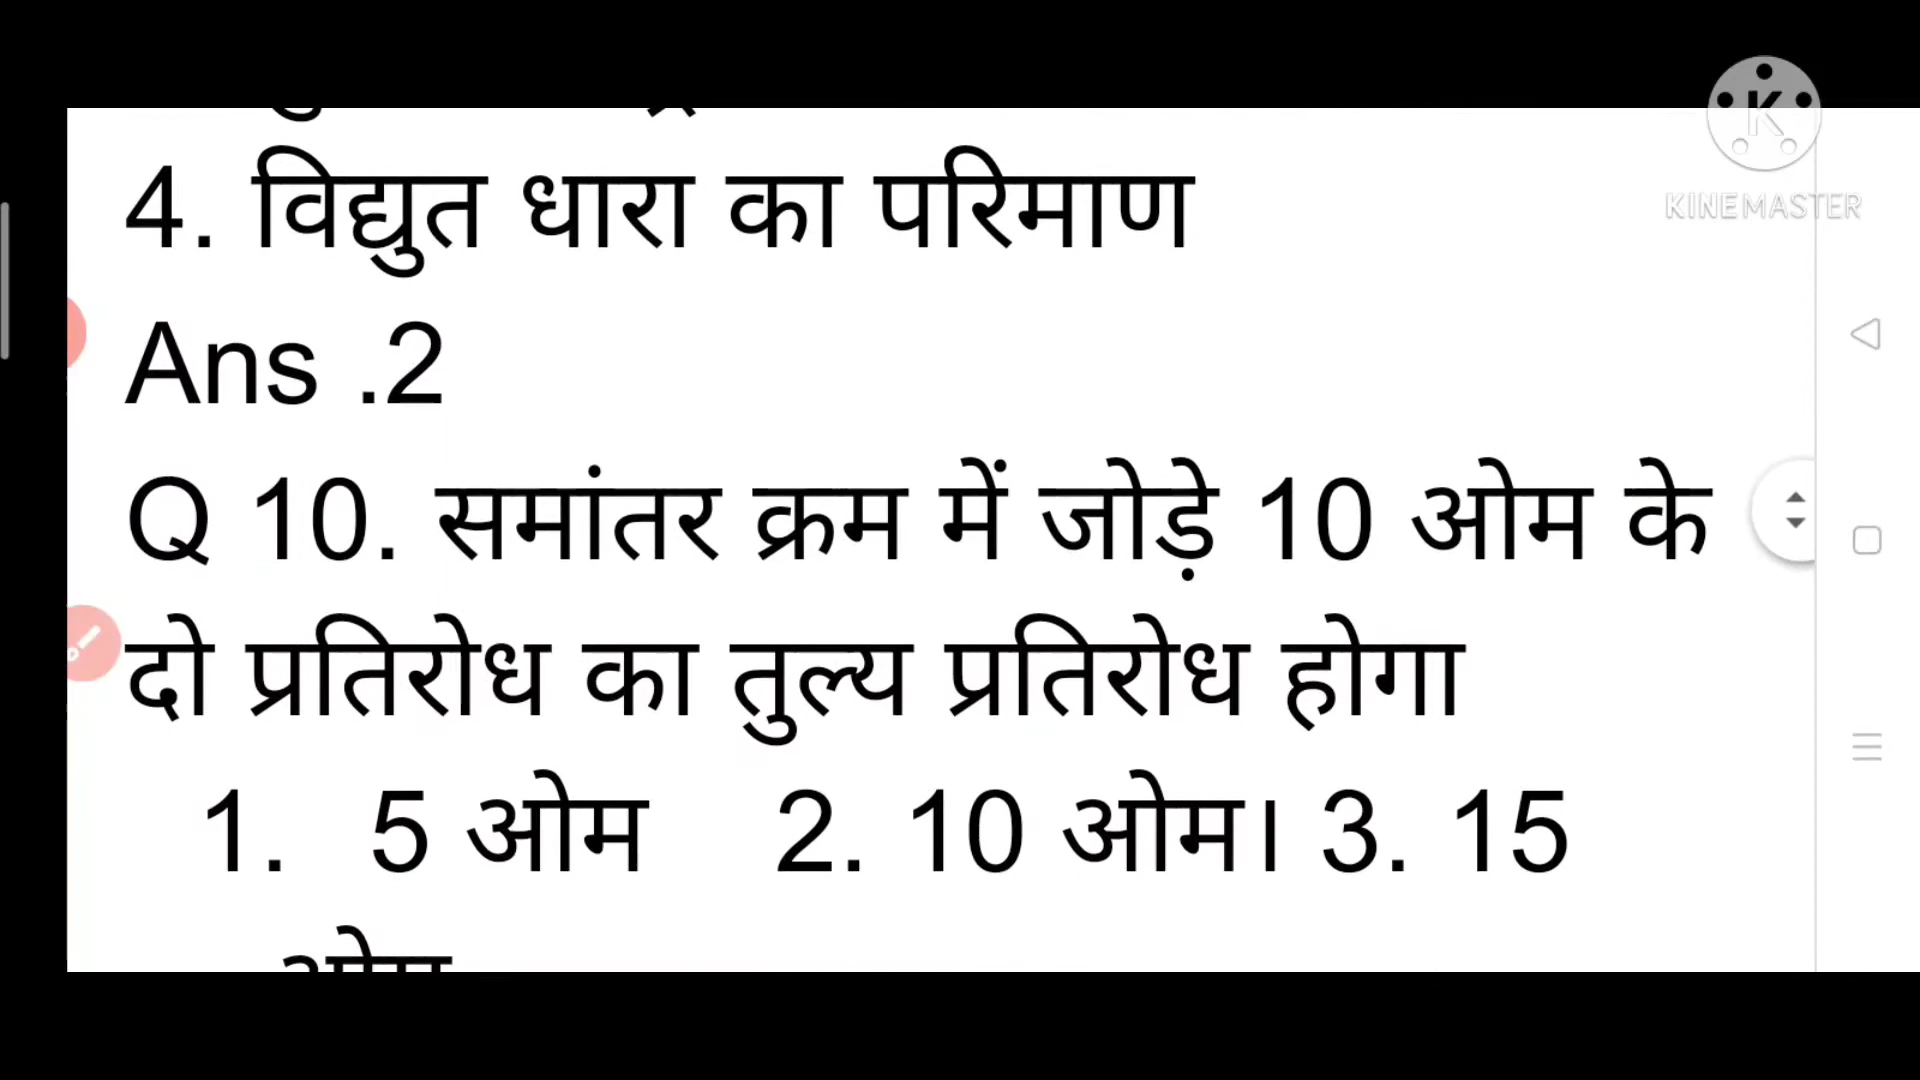 4. विद्युत धारा का परिमाण
Ans .2
Q 10. समांतर क्रम में जोड़े 10 ओम के
दो प्रतिरोध का तुल्य प्रतिरोध होगा
1. 5 ओम 2. 10 ओम। 3. 15
K
KINEMASTER